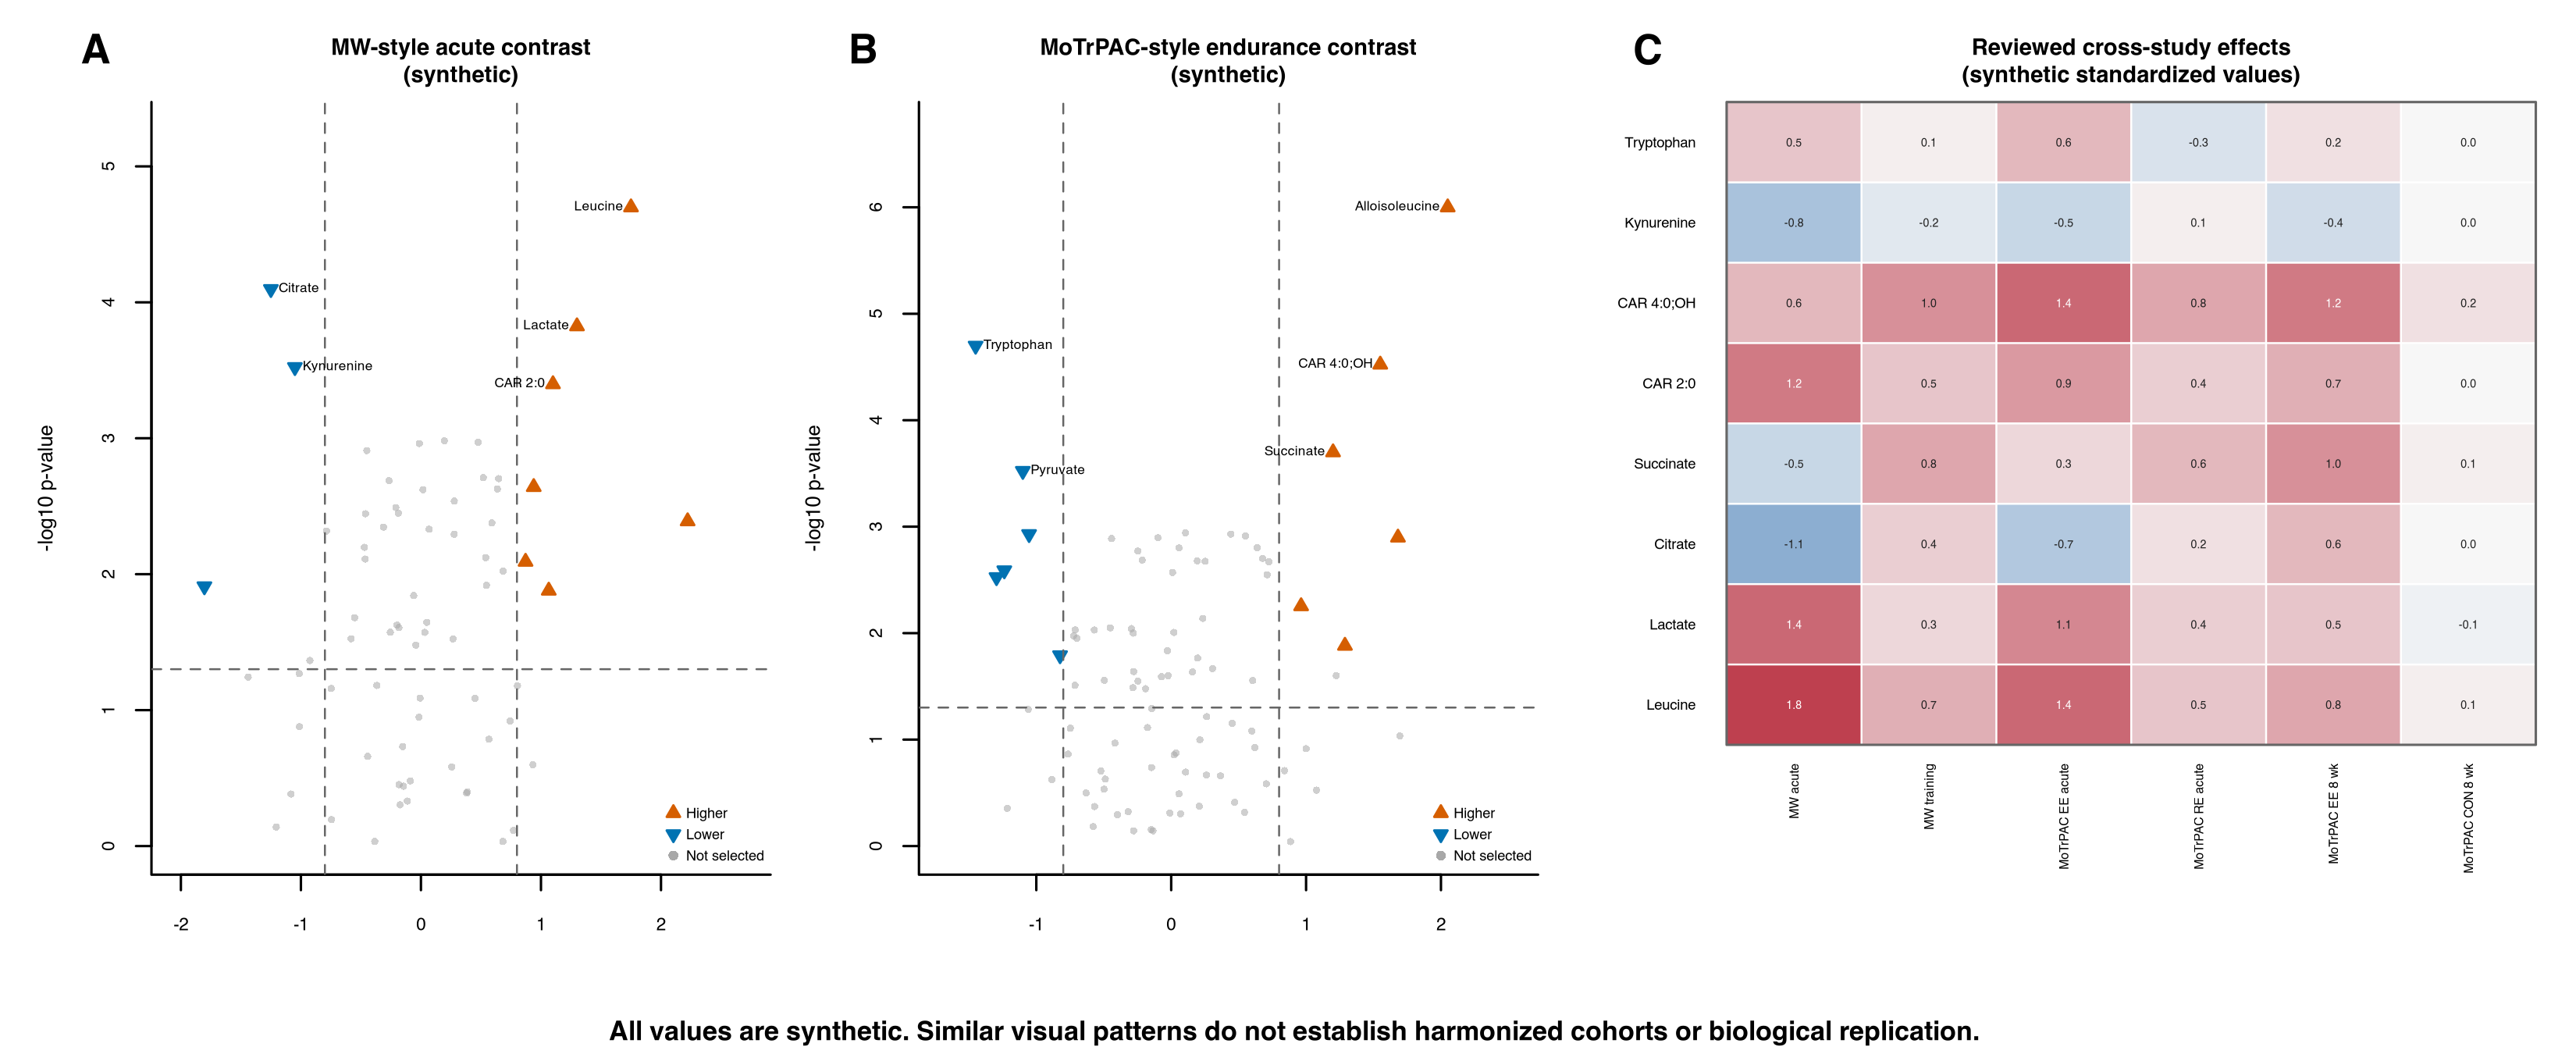 A
MW-style acute contrast
(synthetic)
-log10 p-value
5
4
3
2
1
0
-2
-1
0
1
2
Leucine
Citrate
Lactate
Kynurenine
CAR 2:0
Higher
Lower
Not selected
B
MoTrPAC-style endurance contrast
(synthetic)
-log10 p-value
6
5
4
3
2
1
0
-1
0
1
2
Alloisoleucine
Tryptophan
CAR 4:0;OH
Succinate
Pyruvate
Higher
Lower
Not selected
C
Reviewed cross-study effects
(synthetic standardized values)
Tryptophan 0.5 0.1 0.6 -0.3 0.2 0.0
Kynurenine -0.8 -0.2 -0.5 0.1 -0.4 0.0
CAR 4:0;OH 0.6 1.0 1.4 0.8 1.2 0.2
CAR 2:0 1.2 0.5 0.9 0.4 0.7 0.0
Succinate -0.5 0.8 0.3 0.6 1.0 0.1
Citrate -1.1 0.4 -0.7 0.2 0.6 0.0
Lactate 1.4 0.3 1.1 0.4 0.5 -0.1
Leucine 1.8 0.7 1.4 0.5 0.8 0.1
MW acute
MW training
MoTrPAC EE acute
MoTrPAC RE acute
MoTrPAC EE 8 wk
MoTrPAC CON 8 wk
All values are synthetic. Similar visual patterns do not establish harmonized cohorts or biological replication.